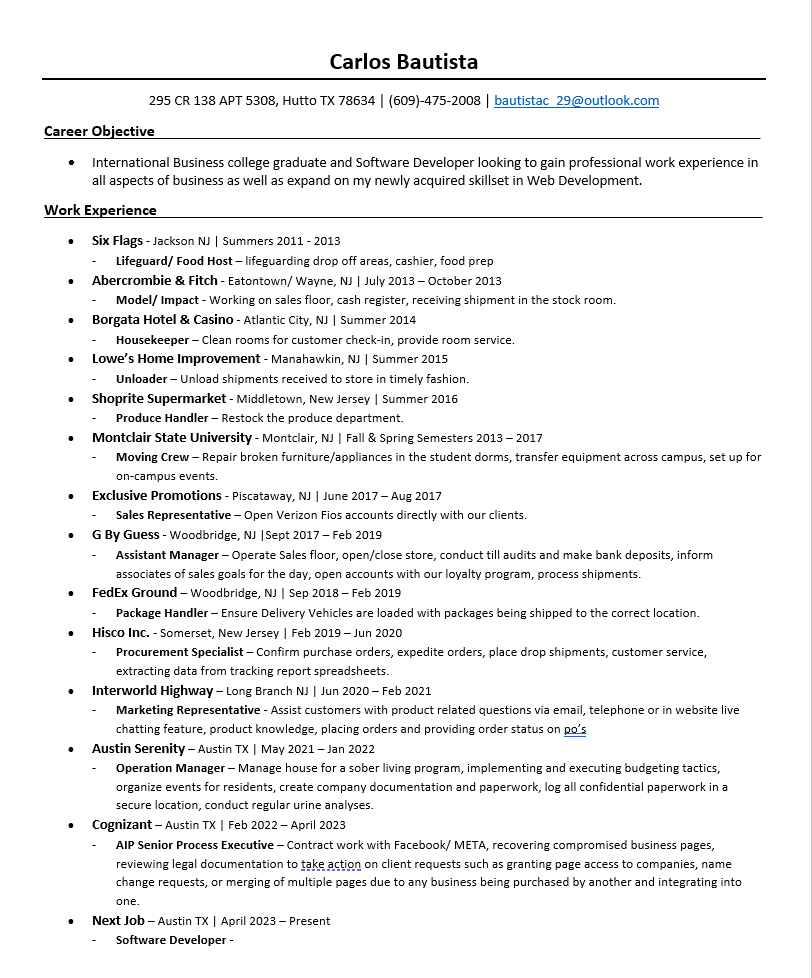 Carlos Bautista
295 CR 138 APT 5308, Hutto TX 78634 | (609)-475-2008 | bautistac_29@outlook.com
Career Objective
• International Business college graduate and Software Developer looking to gain professional work experience in
all aspects of business as well as expand on my newly acquired skillset in Web Development.
Work Experience
• Six Flags - Jackson NJ | Summers 2011 - 2013
- Lifeguard/ Food Host – lifeguarding drop off areas, cashier, food prep
• Abercrombie & Fitch - Eatontown/ Wayne, NJ | July 2013 – October 2013
- Model/ Impact - Working on sales floor, cash register, receiving shipment in the stock room.
• Borgata Hotel & Casino - Atlantic City, NJ | Summer 2014
- Housekeeper – Clean rooms for customer check-in, provide room service.
• Lowe's Home Improvement - Manahawkin, NJ | Summer 2015
- Unloader – Unload shipments received to store in timely fashion.
• Shoprite Supermarket - Middletown, New Jersey | Summer 2016
- Produce Handler – Restock the produce department.
• Montclair State University - Montclair, NJ | Fall & Spring Semesters 2013 – 2017
- Moving Crew – Repair broken furniture/appliances in the student dorms, transfer equipment across campus, set up for
on-campus events.
• Exclusive Promotions - Piscataway, NJ | June 2017 – Aug 2017
- Sales Representative – Open Verizon Fios accounts directly with our clients.
• G By Guess - Woodbridge, NJ |Sept 2017 – Feb 2019
- Assistant Manager – Operate Sales floor, open/close store, conduct till audits and make bank deposits, inform
associates of sales goals for the day, open accounts with our loyalty program, process shipments.
• FedEx Ground – Woodbridge, NJ | Sep 2018 – Feb 2019
- Package Handler – Ensure Delivery Vehicles are loaded with packages being shipped to the correct location.
• Hisco Inc. - Somerset, New Jersey | Feb 2019 – Jun 2020
- Procurement Specialist – Confirm purchase orders, expedite orders, place drop shipments, customer service,
extracting data from tracking report spreadsheets.
• Interworld Highway – Long Branch NJ | Jun 2020 – Feb 2021
- Marketing Representative - Assist customers with product related questions via email, telephone or in website live
chatting feature, product knowledge, placing orders and providing order status on po's
• Austin Serenity – Austin TX | May 2021 – Jan 2022
- Operation Manager – Manage house for a sober living program, implementing and executing budgeting tactics,
organize events for residents, create company documentation and paperwork, log all confidential paperwork in a
secure location, conduct regular urine analyses.
• Cognizant – Austin TX | Feb 2022 – April 2023
- AIP Senior Process Executive – Contract work with Facebook/ META, recovering compromised business pages,
reviewing legal documentation to take action on client requests such as granting page access to companies, name
change requests, or merging of multiple pages due to any business being purchased by another and integrating into
one.
• Next Job – Austin TX | April 2023 – Present
- Software Developer -